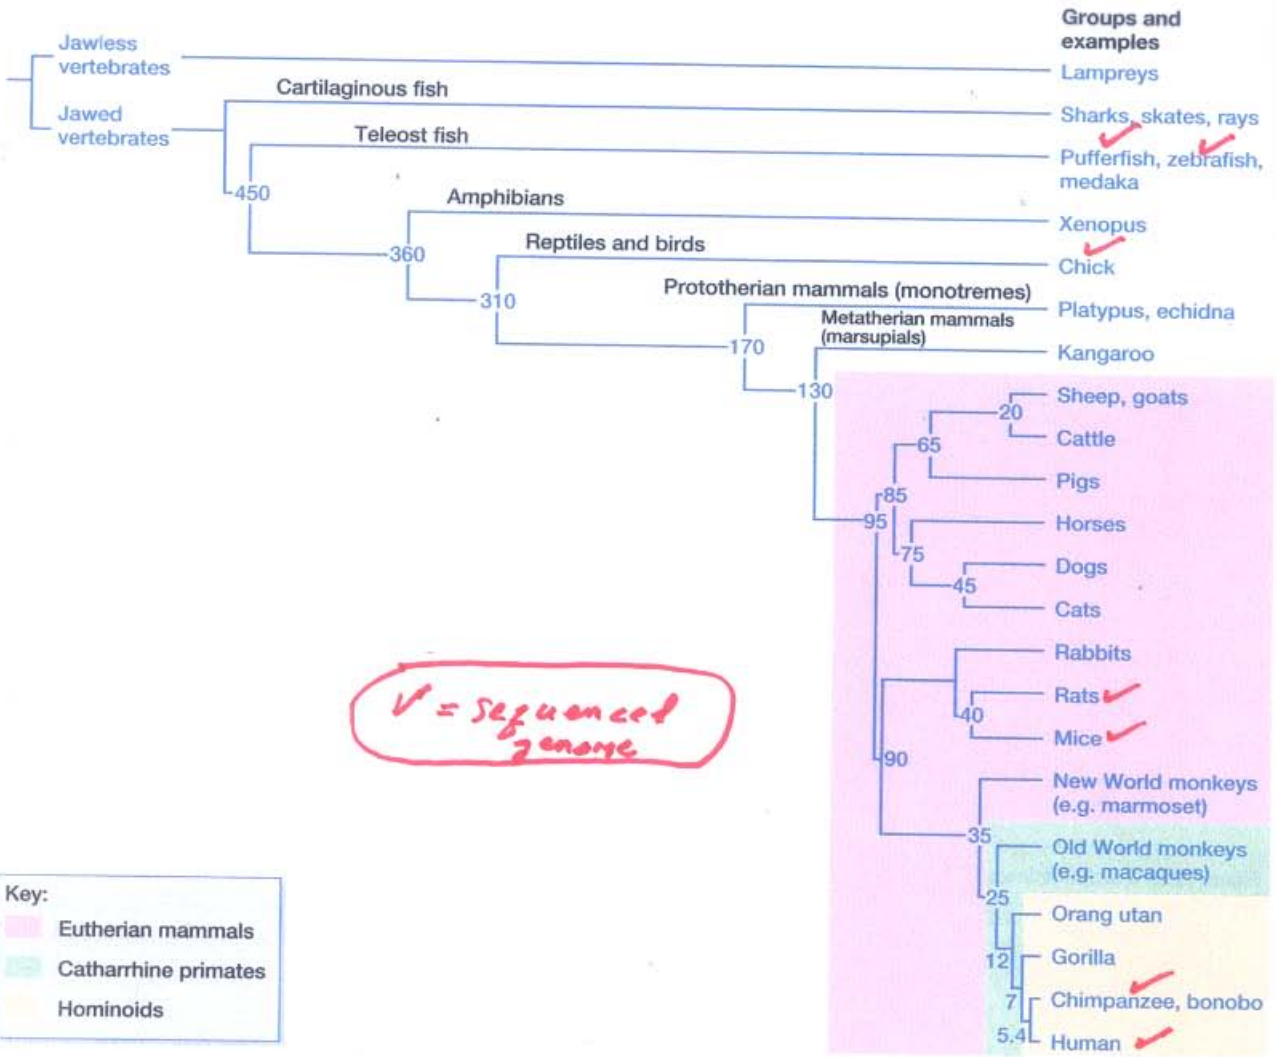 Groups and
examples
Jawless
vertebrates
Lampreys
Cartilaginous fish
Sharks, skates, rays
Jawed
vertebrates
Teleost fish
Pufferfish, zebrafish,
medaka
450
Amphibians
Xenopus
360
Reptiles and birds
Chick
310
Prototherian mammals (monotremes)
Platypus, echidna
170
Metatherian mammals
(marsupials)
Kangaroo
130
Sheep, goats
20
Cattle
65
Pigs
85
95
Horses
75
Dogs
45
Cats
Rabbits
Rats ✓
40
Mice ✓
90
✓ = sequenced
genome
New World monkeys
(e.g. marmoset)
35
Old World monkeys
(e.g. macaques)
25
Orang utan
12
Gorilla
7
Chimpanzee, bonobo
5.4
Human ✓
Key:
Eutherian mammals
Catharrhine primates
Hominoids